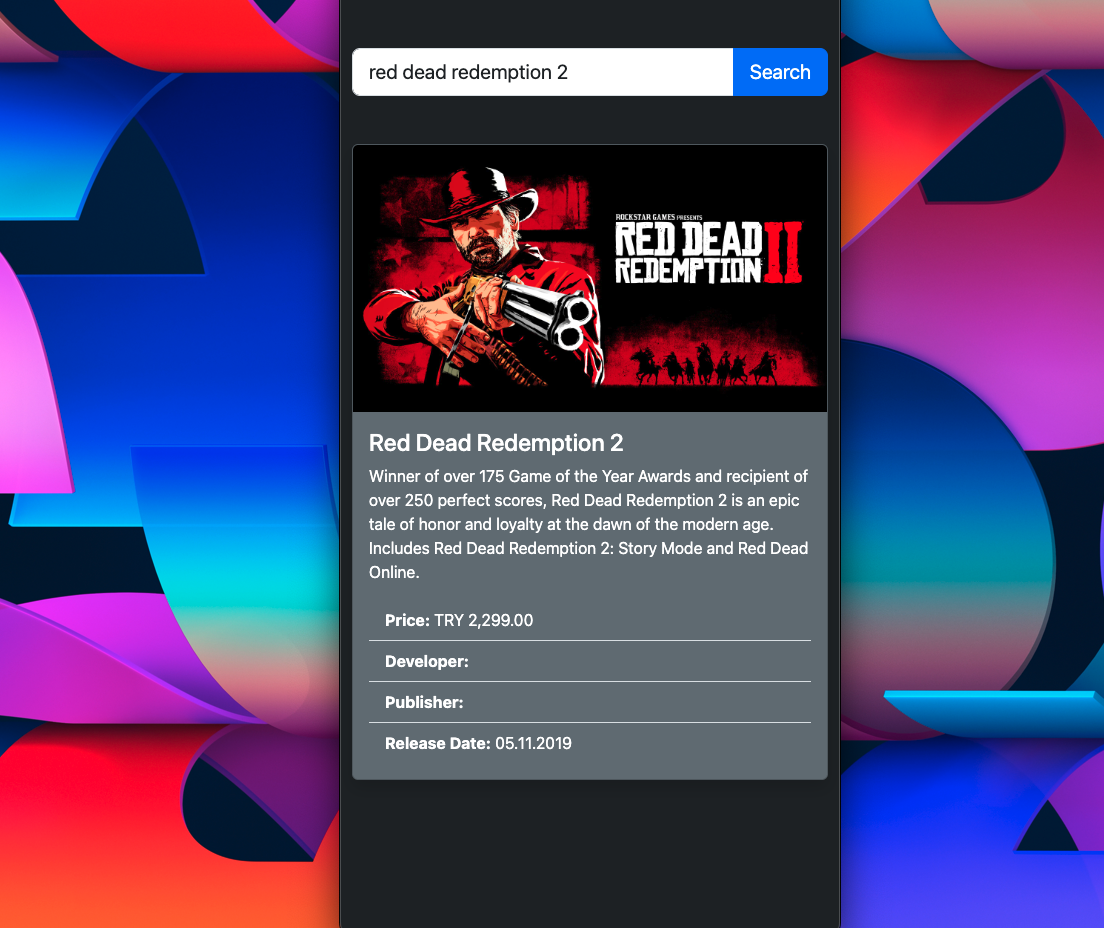 red dead redemption 2
Search
ROCKSTAR GAMES PRESENTS
RED DEAD
REDEMPTION II
Red Dead Redemption 2
Winner of over 175 Game of the Year Awards and recipient of
over 250 perfect scores, Red Dead Redemption 2 is an epic
tale of honor and loyalty at the dawn of the modern age.
Includes Red Dead Redemption 2: Story Mode and Red Dead
Online.
Price: TRY 2,299.00
Developer:
Publisher:
Release Date: 05.11.2019